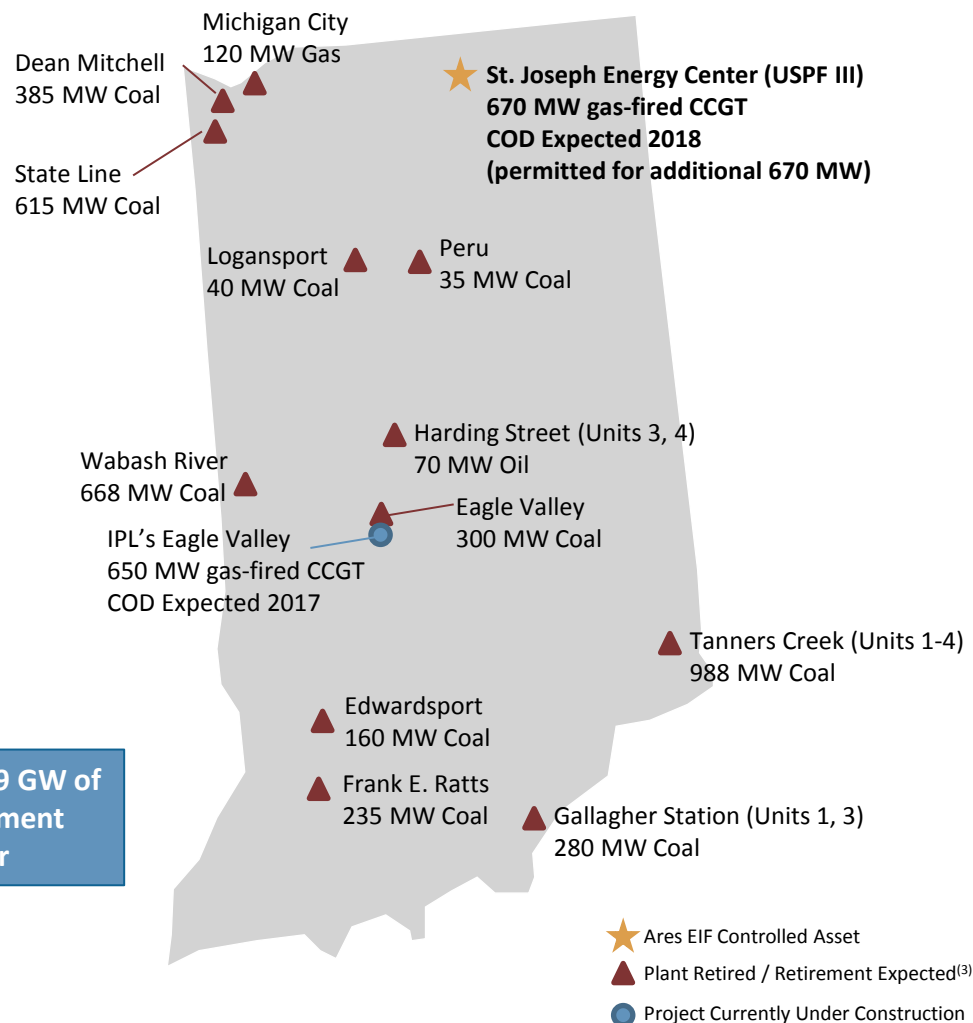 Michigan City
120 MW Gas
Dean Mitchell
385 MW Coal
St. Joseph Energy Center (USPF III)
670 MW gas-fired CCGT
COD Expected 2018
(permitted for additional 670 MW)
State Line
615 MW Coal
Logansport
40 MW Coal
Peru
35 MW Coal
Harding Street (Units 3, 4)
70 MW Oil
Wabash River
668 MW Coal
Eagle Valley
300 MW Coal
IPL’s Eagle Valley
650 MW gas-fired CCGT
COD Expected 2017
Tanners Creek (Units 1-4)
988 MW Coal
Edwardsport
160 MW Coal
9 GW of
Frank E. Ratts
235 MW Coal
Gallagher Station (Units 1, 3)
280 MW Coal
Ares EIF Controlled Asset
Plant Retired / Retirement Expected(3)
Project Currently Under Construction